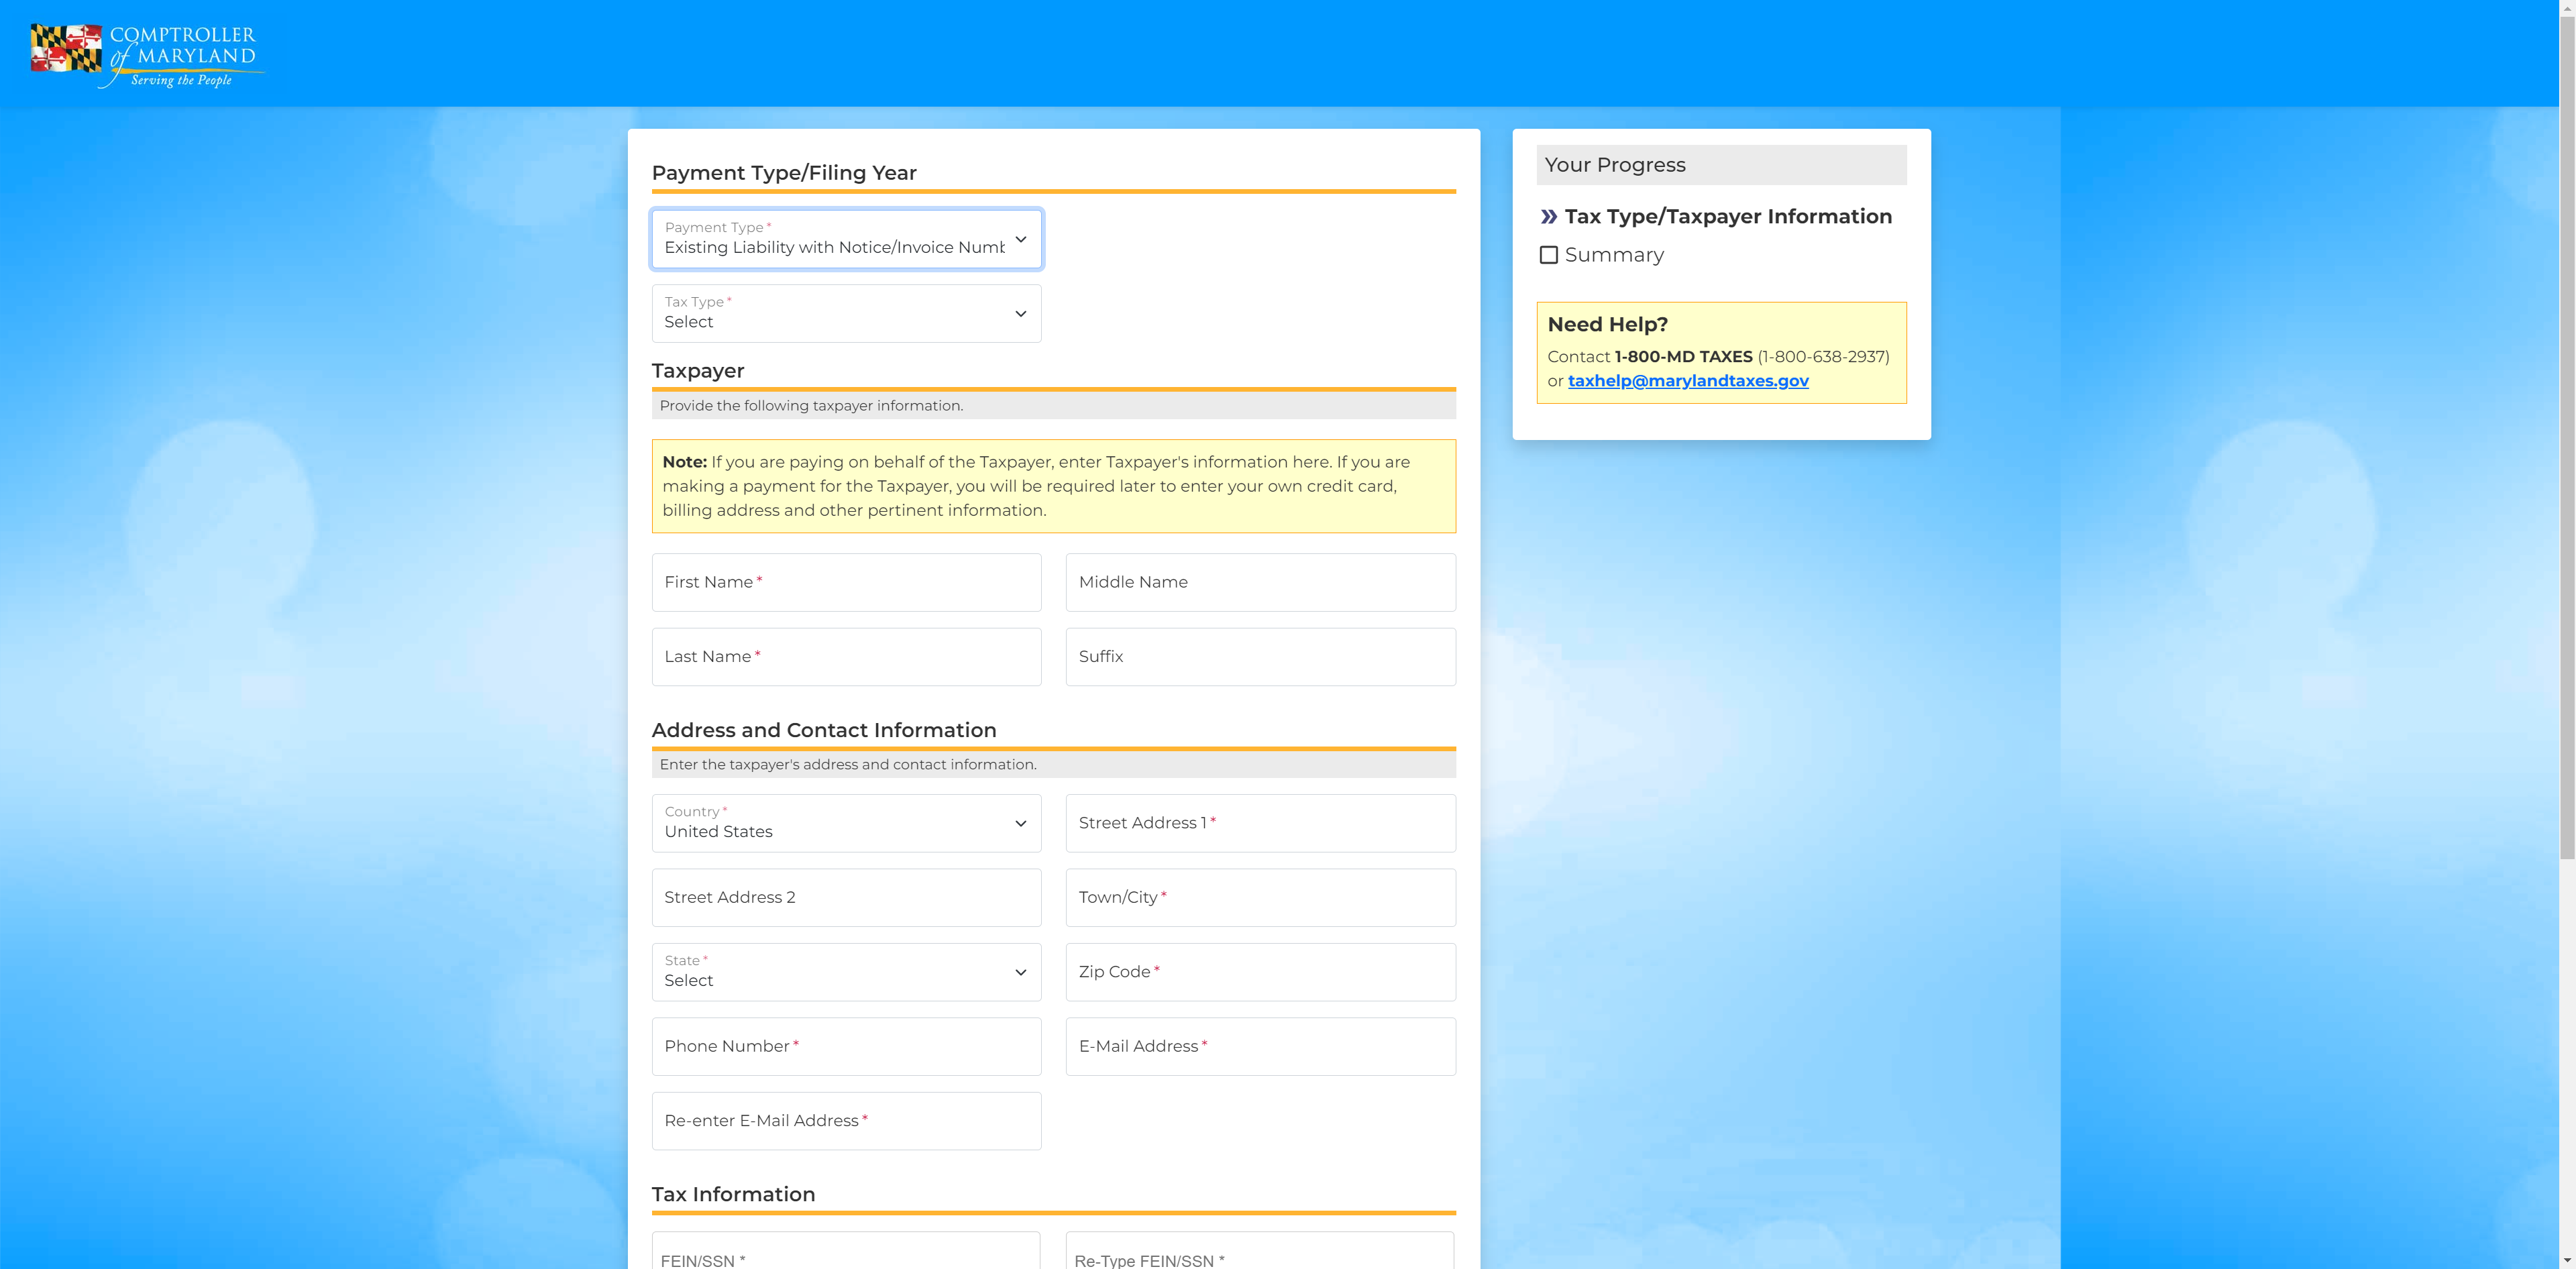 COMPTROLLER
of MARYLAND
Serving the People
Payment Type/Filing Year
Payment Type *
Existing Liability with Notice/Invoice Numb
Tax Type *
Select
Taxpayer
Provide the following taxpayer information.
Note: If you are paying on behalf of the Taxpayer, enter Taxpayer's information here. If you are
making a payment for the Taxpayer, you will be required later to enter your own credit card,
billing address and other pertinent information.
First Name *
Middle Name
Last Name *
Suffix
Address and Contact Information
Enter the taxpayer's address and contact information.
Country *
United States
Street Address 1 *
Street Address 2
Town/City *
State *
Select
Zip Code *
Phone Number *
E-Mail Address *
Re-enter E-Mail Address *
Tax Information
FEIN/SSN *
Re-Type FEIN/SSN *
Your Progress
Tax Type/Taxpayer Information
Summary
Need Help?
Contact 1-800-MD TAXES (1-800-638-2937)
or taxhelp@marylandtaxes.gov